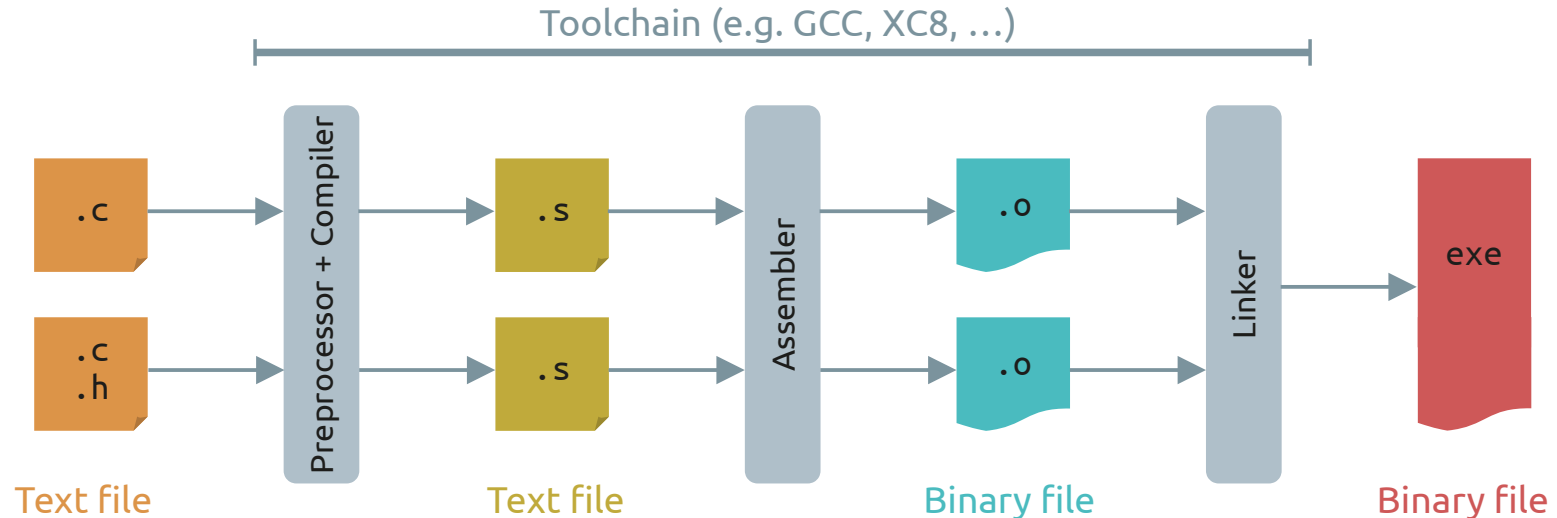 Toolchain (e.g. GCC, XC8, …)
Preprocessor + Compiler
Assembler
Linker
.c
.s
.o
exe
.c
.h
.s
.o
Text file
Text file
Binary file
Binary file